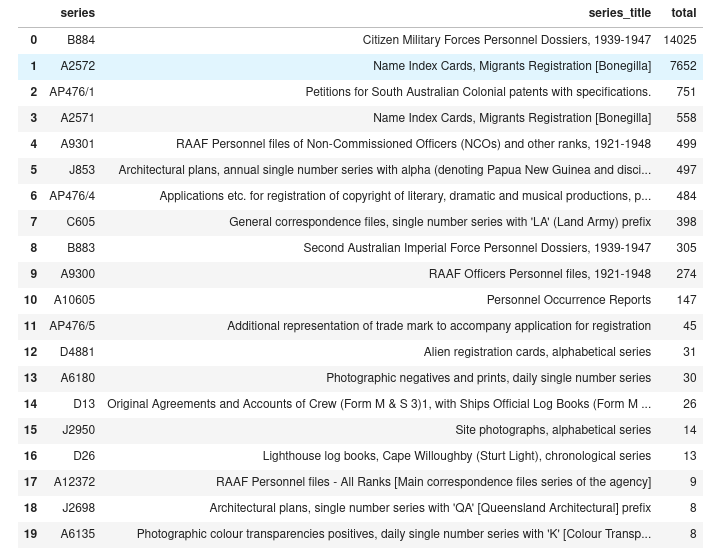 series series_title total
0 B884 Citizen Military Forces Personnel Dossiers, 1939-1947 14025
1 A2572 Name Index Cards, Migrants Registration [Bonegilla] 7652
2 AP476/1 Petitions for South Australian Colonial patents with specifications. 751
3 A2571 Name Index Cards, Migrants Registration [Bonegilla] 558
4 A9301 RAAF Personnel files of Non-Commissioned Officers (NCOs) and other ranks, 1921-1948 499
5 J853 Architectural plans, annual single number series with alpha (denoting Papua New Guinea and disci... 497
6 AP476/4 Applications etc. for registration of copyright of literary, dramatic and musical productions, p... 484
7 C605 General correspondence files, single number series with 'LA' (Land Army) prefix 398
8 B883 Second Australian Imperial Force Personnel Dossiers, 1939-1947 305
9 A9300 RAAF Officers Personnel files, 1921-1948 274
10 A10605 Personnel Occurrence Reports 147
11 AP476/5 Additional representation of trade mark to accompany application for registration 45
12 D4881 Alien registration cards, alphabetical series 31
13 A6180 Photographic negatives and prints, daily single number series 30
14 D13 Original Agreements and Accounts of Crew (Form M & S 3)1, with Ships Official Log Books (Form M ... 26
15 J2950 Site photographs, alphabetical series 14
16 D26 Lighthouse log books, Cape Willoughby (Sturt Light), chronological series 13
17 A12372 RAAF Personnel files - All Ranks [Main correspondence files series of the agency] 9
18 J2698 Architectural plans, single number series with 'QA' [Queensland Architectural] prefix 8
19 A6135 Photographic colour transparencies positives, daily single number series with 'K' [Colour Transp... 8